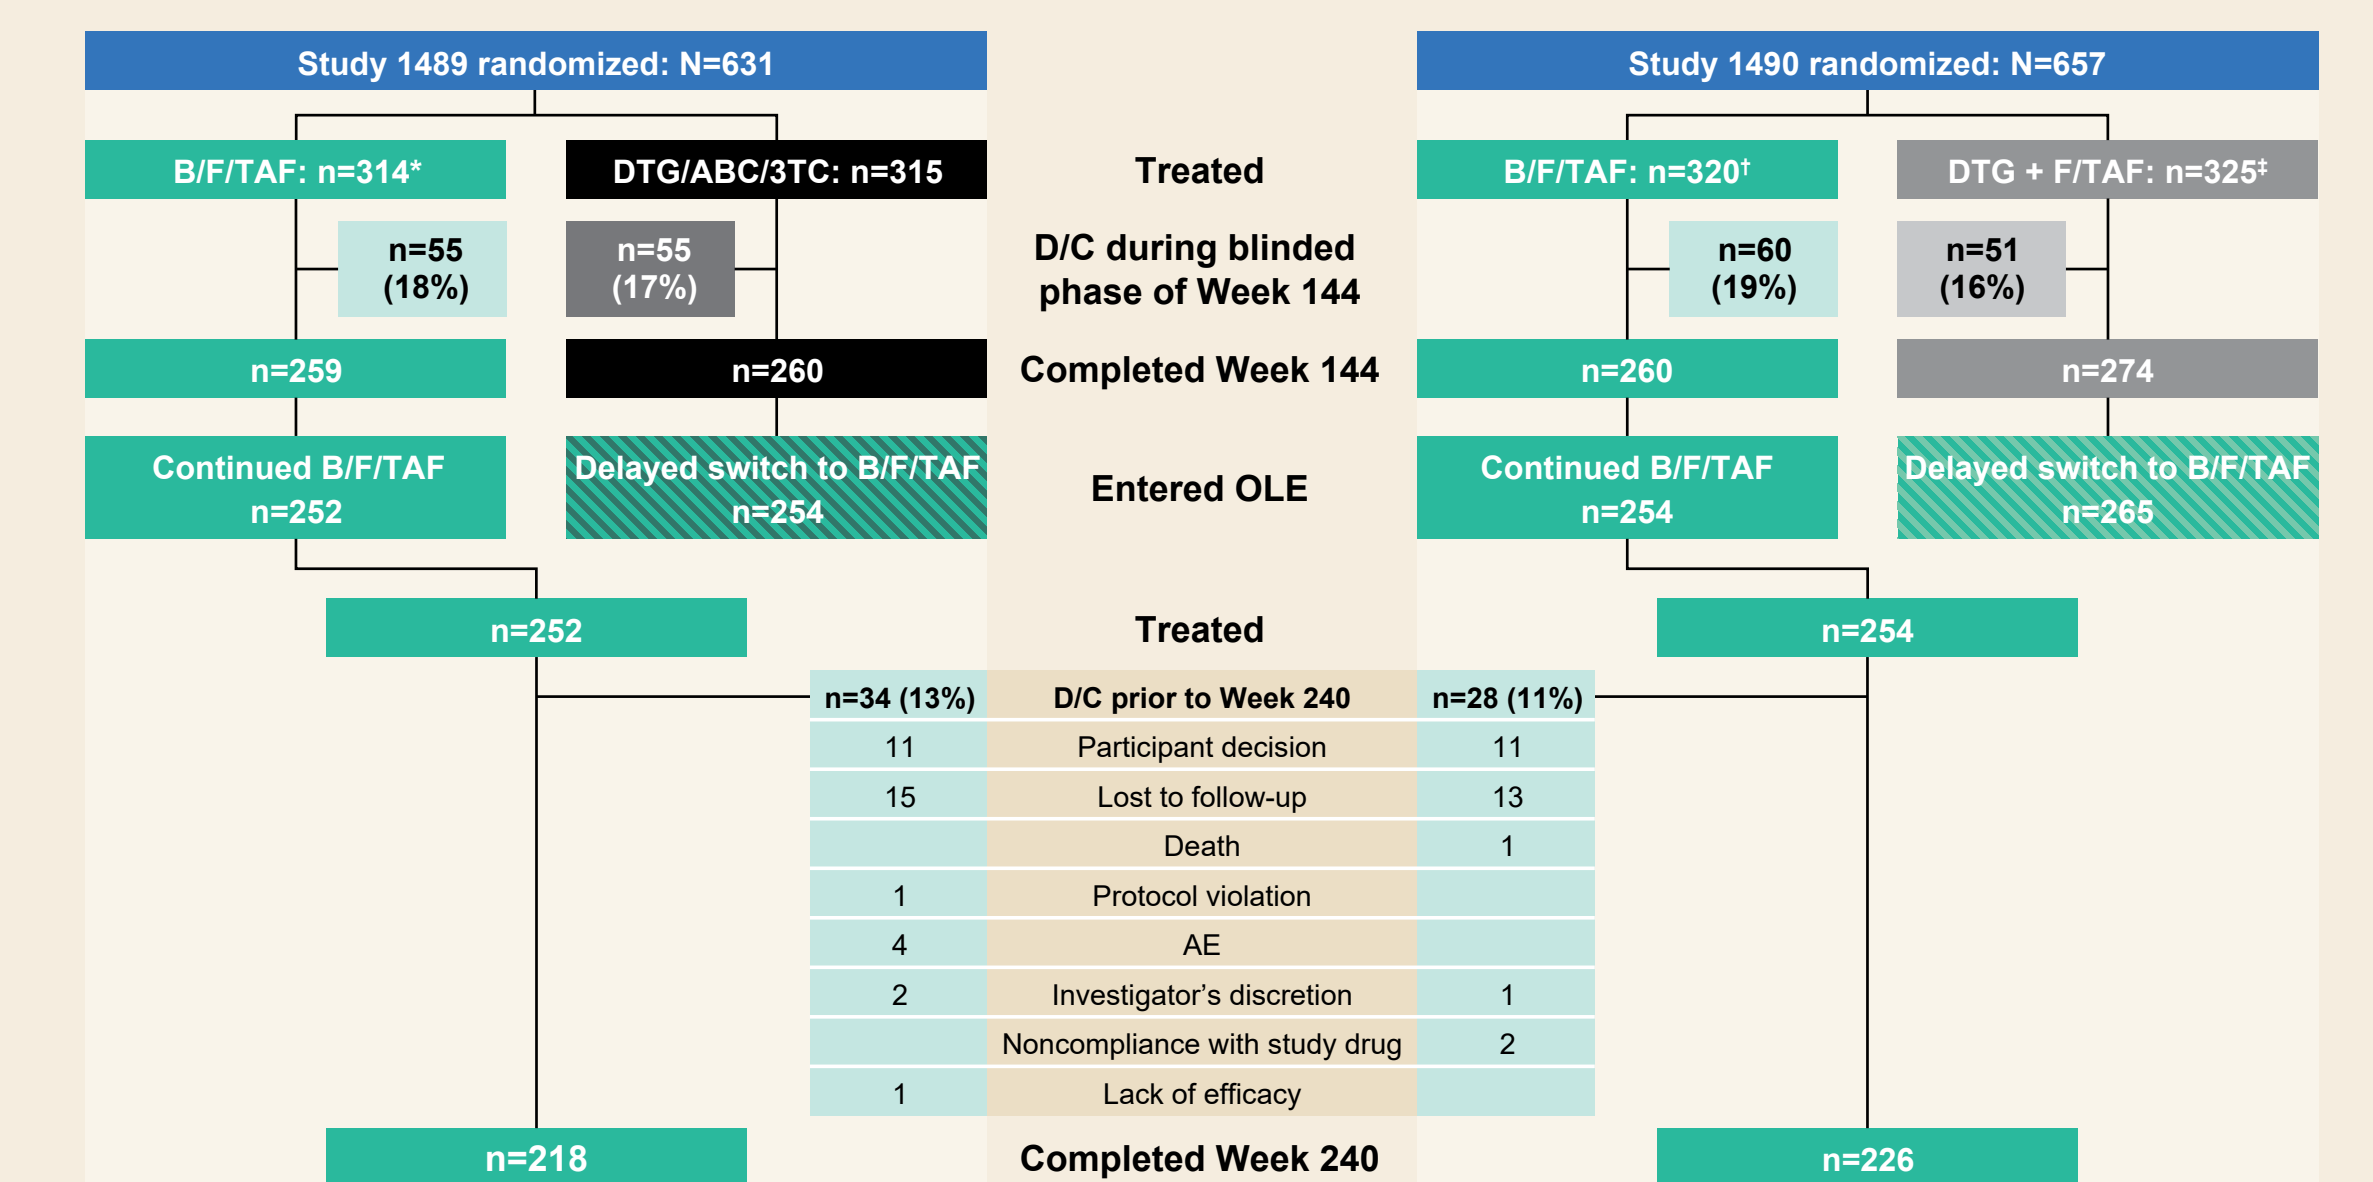 Study 1489 randomized: N=631
Study 1490 randomized: N=657
B/F/TAF: n=314*
DTG/ABC/3TC: n=315
Treated
B/F/TAF: n=320†
DTG + F/TAF: n=325‡
n=55
(18%)
n=55
(17%)
D/C during blinded
phase of Week 144
n=60
(19%)
n=51
(16%)
n=259
n=260
Completed Week 144
n=260
n=274
Continued B/F/TAF
n=252
Delayed switch to B/F/TAF
n=254
Entered OLE
Continued B/F/TAF
n=254
Delayed switch to B/F/TAF
n=265
n=252
Treated
n=254
n=34 (13%)
D/C prior to Week 240
n=28 (11%)
11
Participant decision
11
15
Lost to follow-up
13
Death
1
1
Protocol violation
4
AE
2
Investigator’s discretion
1
Noncompliance with study drug
2
1
Lack of efficacy
n=218
Completed Week 240
n=226